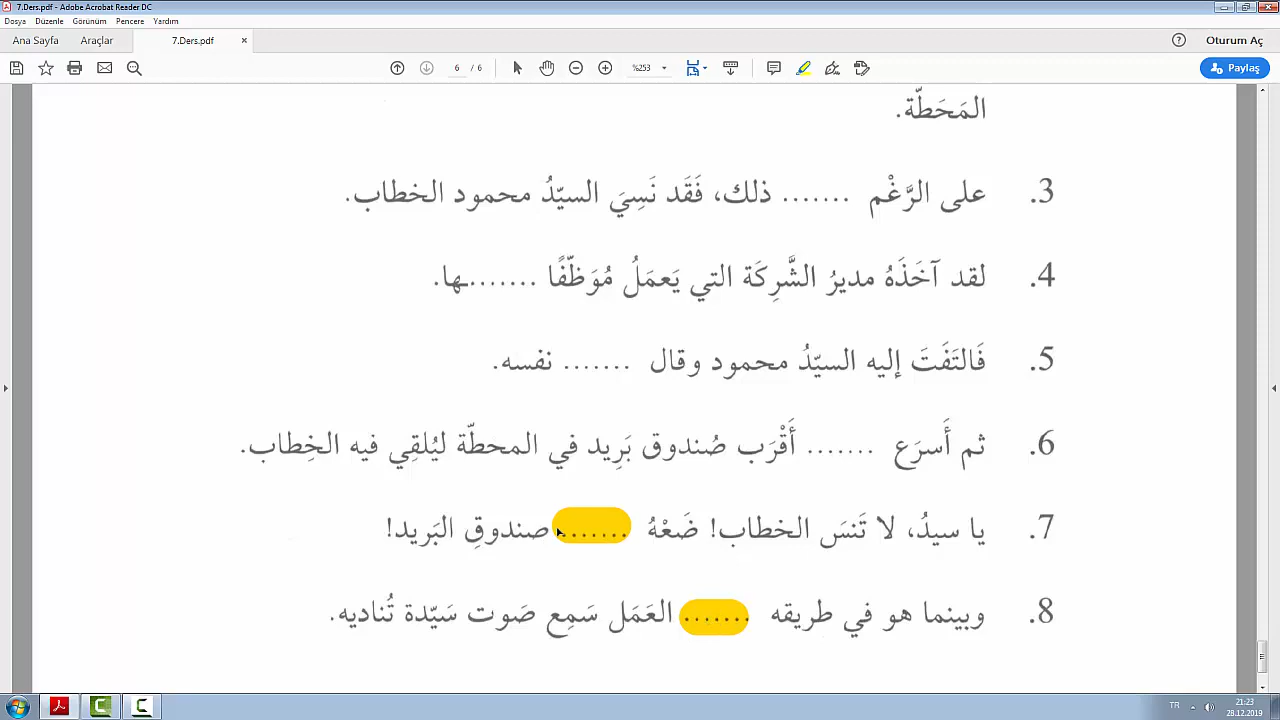 7.Ders.pdf - Adobe Acrobat Reader DC
Dosya Düzenle Görünüm Pencere Yardım
Ana Sayfa Araçlar 7.Ders.pdf × Oturum Aç
6 / 6 %253 Paylaş
المَحَطّة.
3. على الرَّغْم ....... ذلك، فَقَد نَسِيَ السيّدُ محمود الخطاب.
4. لقد آخَذَهُ مديرُ الشَّرِكَة التي يَعمَلُ مُوَظّفًا .......ـها.
5. فَالتَفَتَ إليه السيّدُ محمود وقال ....... نفسه.
6. ثم أَسرَع ....... أَقْرَب صُندوق بَرِيد في المحطّة ليُلقِي فيه الخِطاب.
7. يا سيدُ، لا تَنسَ الخطاب! ضَعْهُ ....... صندوقِ البَريد!
8. وبينما هو في طريقه ....... العَمَل سَمِع صَوت سَيّدة تُناديه.
TR 21:23
28.12.2019